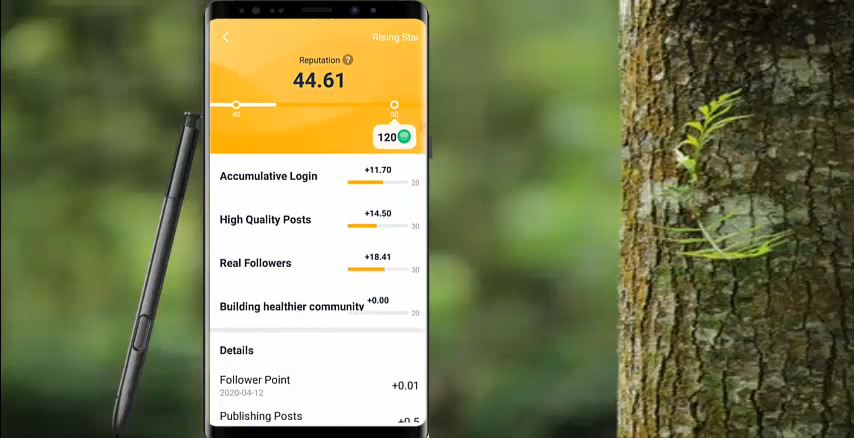 Rising Star
Reputation ?
44.61
40
60
120
Accumulative Login
+11.70
20
High Quality Posts
+14.50
30
Real Followers
+18.41
30
Building healthier community
+0.00
20
Details
Follower Point
+0.01
2020-04-12
Publishing Posts
+0.5